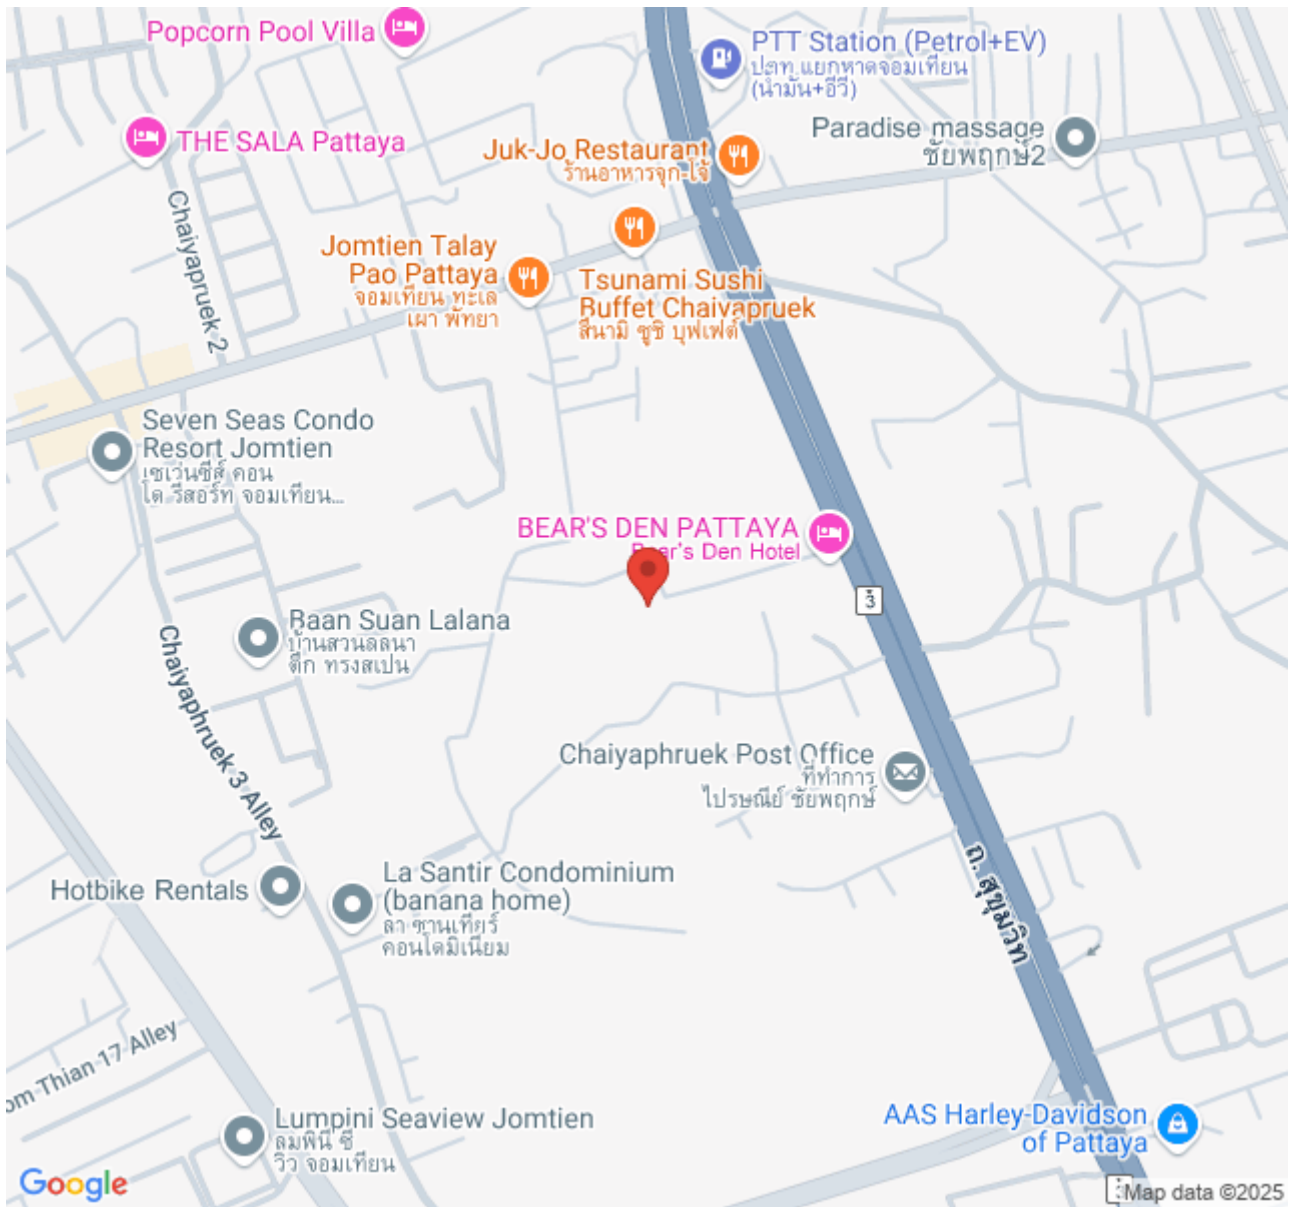 Popcorn Pool Villa
PTT Station (Petrol+EV)
ปตท.แยกหาดจอมเทียน
(น้ำมัน+อีวี)
THE SALA Pattaya
Juk-Jo Restaurant
ร้านอาหารจุก-โจ้
Paradise massage
ชัยพฤกษ์2
Chaiyapruek 2
Jomtien Talay
Pao Pattaya
จอมเทียน ทะเล
เผา พัทยา
Tsunami Sushi
Buffet Chaiyapruek
สึนามิ ซูชิ บุฟเฟต์
Seven Seas Condo
Resort Jomtien
เซเว่นซีส์ คอน
โด รีสอร์ท จอมเทียน...
BEAR'S DEN PATTAYA
Bear's Den Hotel
3
Baan Suan Lalana
บ้านสวนลลนา
ตึก ทรงสเปน
Chaiyaphruek 3 Alley
Chaiyaphruek Post Office
ที่ทำการ
ไปรษณีย์ ชัยพฤกษ์
ถ. สุขุมวิท
Hotbike Rentals
La Santir Condominium
(banana home)
ลา ซานเทียร์
คอนโดมิเนียม
om Thian 17 Alley
Lumpini Seaview Jomtien
ลุมพินี ซี
วิว จอมเทียน
AAS Harley-Davidson
of Pattaya
Google
3
Map data ©2025